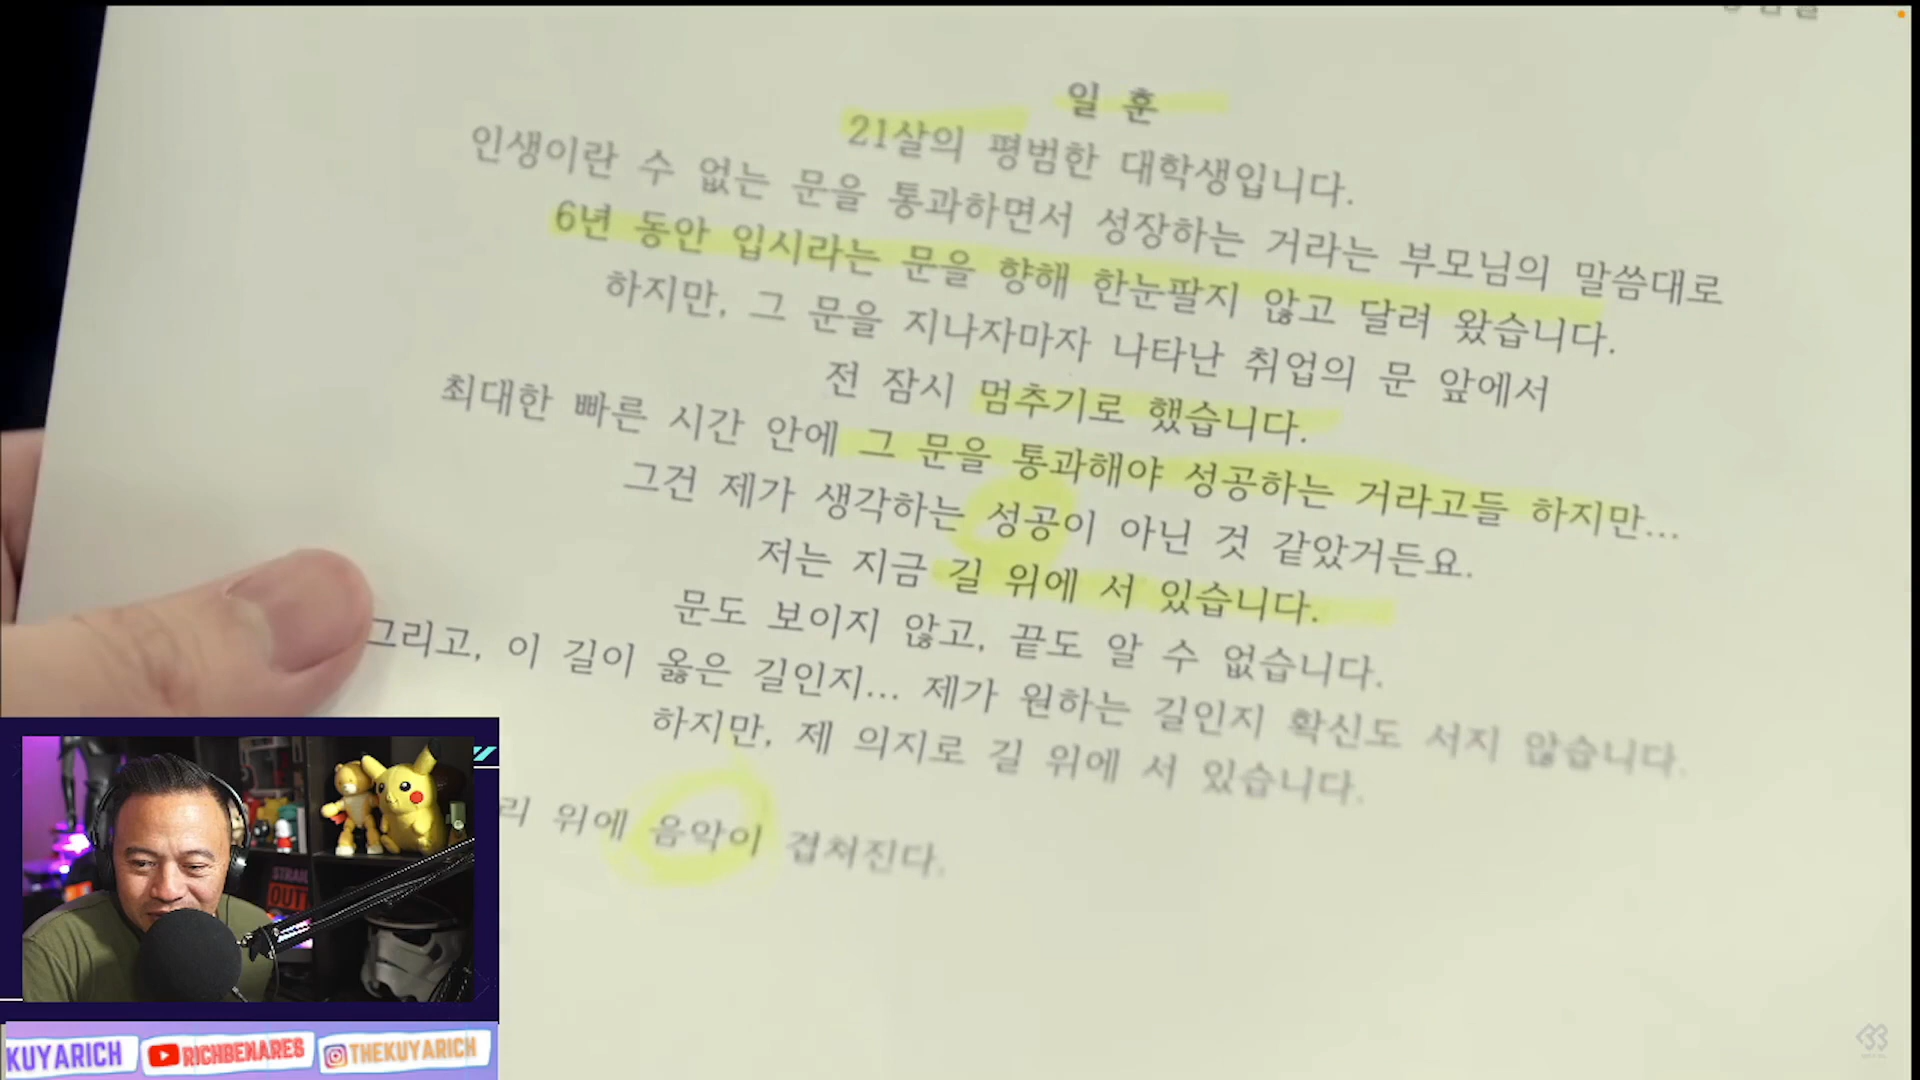 일 훈
21살의 평범한 대학생입니다.
인생이란 수 없는 문을 통과하면서 성장하는 거라는 부모님의 말씀대로
6년 동안 입시라는 문을 향해 한눈팔지 않고 달려 왔습니다.
하지만, 그 문을 지나자마자 나타난 취업의 문 앞에서
전 잠시 멈추기로 했습니다.
최대한 빠른 시간 안에 그 문을 통과해야 성공하는 거라고들 하지만...
그건 제가 생각하는 성공이 아닌 것 같았거든요.
저는 지금 길 위에 서 있습니다.
문도 보이지 않고, 끝도 알 수 없습니다.
그리고, 이 길이 옳은 길인지... 제가 원하는 길인지 확신도 서지 않습니다.
하지만, 제 의지로 길 위에 서 있습니다.
리 위에 음악이 겹쳐진다.
STRAIL
OUT
KUYARICH
RICHBENARES
THEKUYARICH